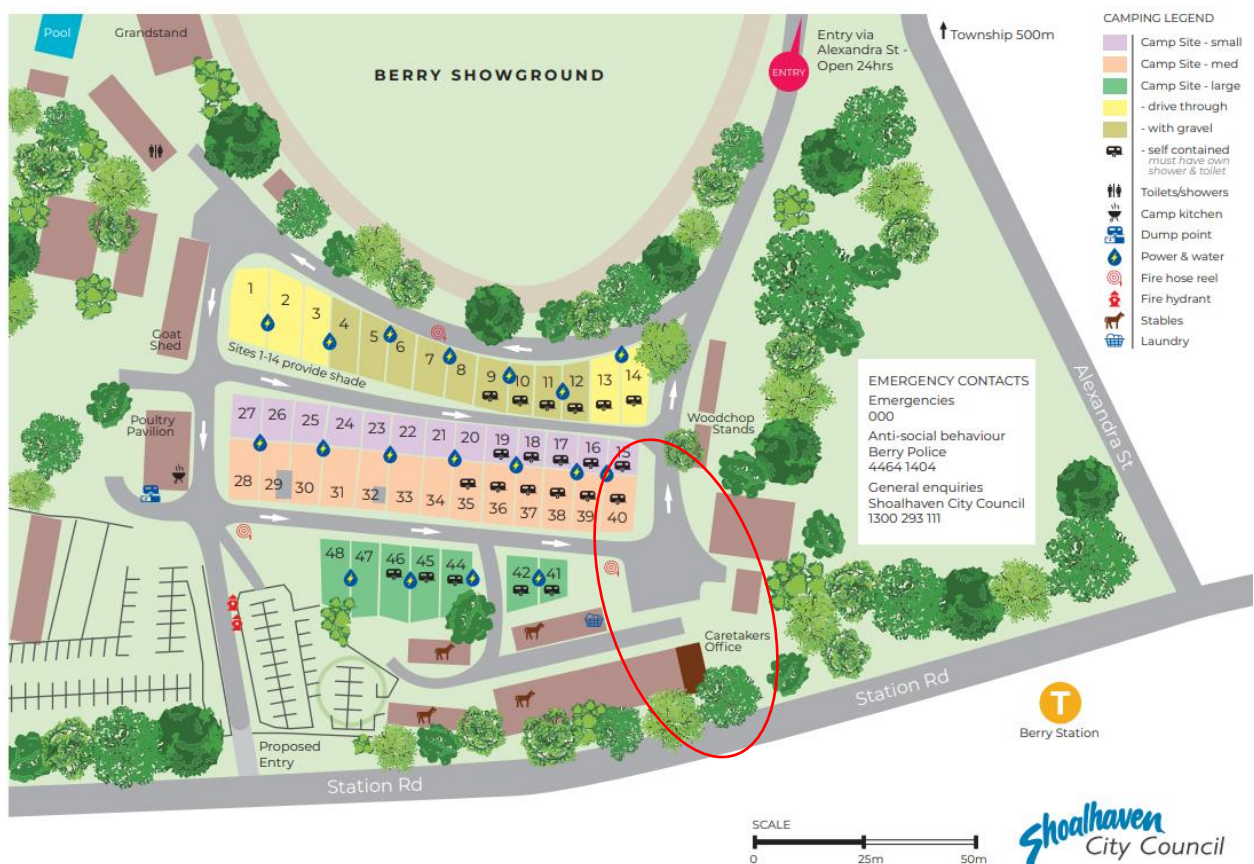 Pool
Grandstand
BERRY SHOWGROUND
Entry via
Alexandra St -
Open 24hrs
ENTRY
Township 500m
CAMPING LEGEND
Camp Site - small
Camp Site - med
Camp Site - large
- drive through
- with gravel
- self contained
must have own
shower & toilet
Toilets/showers
Camp kitchen
Dump point
Power & water
Fire hose reel
Fire hydrant
Stables
Laundry
1
2
3
4
5
6
7
8
9
10
11
12
13
14
Goat
Shed
Sites 1-14 provide shade
EMERGENCY CONTACTS
Emergencies
000
Anti-social behaviour
Berry Police
4464 1404
General enquiries
Shoalhaven City Council
1300 293 111
Alexandra St
Poultry
Pavilion
Woodchop
Stands
27
26
25
24
23
22
21
20
19
18
17
16
15
28
29
30
31
32
33
34
35
36
37
38
39
40
48
47
46
45
44
42
41
Caretakers
Office
Station Rd
T
Berry Station
Proposed
Entry
Station Rd
SCALE
0
25m
50m
Shoalhaven
City Council